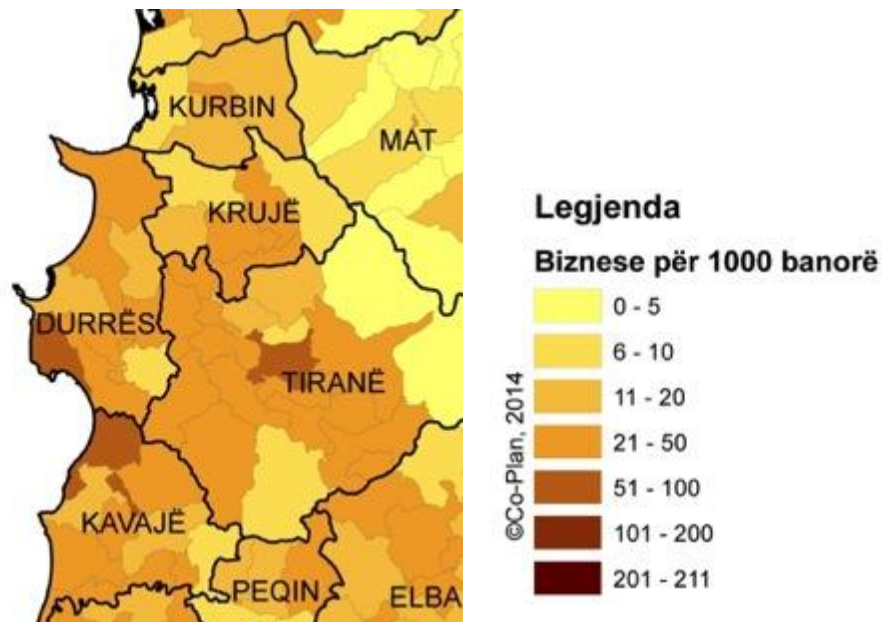 KURBIN
MAT
KRUJË
DURRËS
TIRANË
KAVAJË
PEQIN
ELBA
Legjenda
Biznese për 1000 banorë
0 - 5
6 - 10
11 - 20
21 - 50
51 - 100
101 - 200
201 - 211
©Co-Plan, 2014